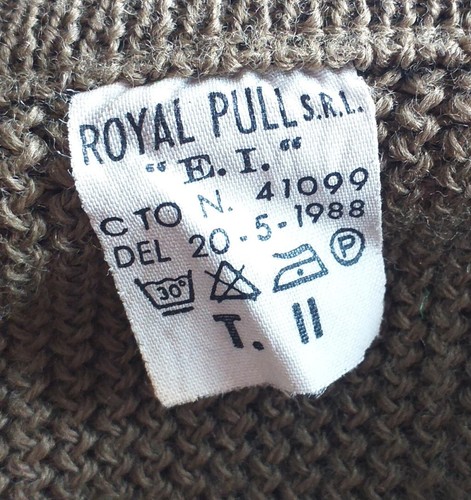 ROYAL PULL S.R.L.
“ E. I. “
C TO N. 41099
DEL 20-5-1988
30° P
T. II